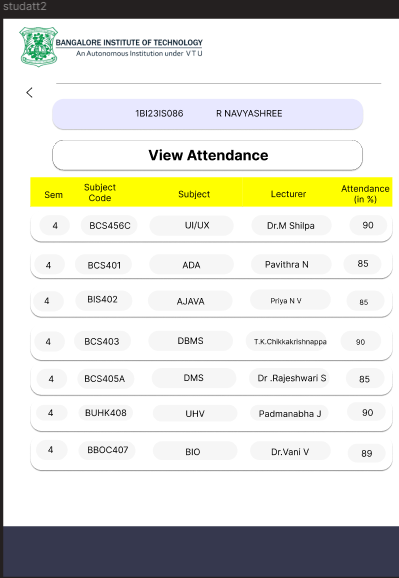 studatt2
BANGALORE INSTITUTE OF TECHNOLOGY
An Autonomous Institution under VTU
1BI23IS086 R NAVYASHREE
View Attendance
Sem Subject Code Subject Lecturer Attendance (in %)
4 BCS456C UI/UX Dr.M Shilpa 90
4 BCS401 ADA Pavithra N 85
4 BIS402 AJAVA Priya N V 85
4 BCS403 DBMS T.K.Chikkakrishnappa 90
4 BCS405A DMS Dr .Rajeshwari S 85
4 BUHK408 UHV Padmanabha J 90
4 BBOC407 BIO Dr.Vani V 89